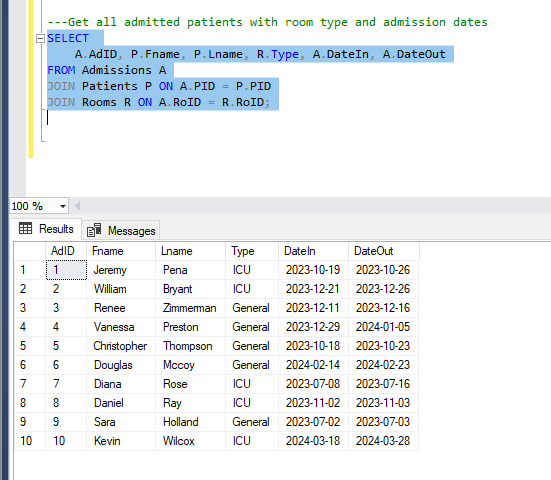 ---Get all admitted patients with room type and admission dates
SELECT
A.AdID, P.Fname, P.Lname, R.Type, A.DateIn, A.DateOut
FROM Admissions A
JOIN Patients P ON A.PID = P.PID
JOIN Rooms R ON A.RoID = R.RoID;
100 %
Results Messages
AdID Fname Lname Type DateIn DateOut
1 1 Jeremy Pena ICU 2023-10-19 2023-10-26
2 2 William Bryant ICU 2023-12-21 2023-12-26
3 3 Renee Zimmerman General 2023-12-11 2023-12-16
4 4 Vanessa Preston General 2023-12-29 2024-01-05
5 5 Christopher Thompson General 2023-10-18 2023-10-23
6 6 Douglas Mccoy General 2024-02-14 2024-02-23
7 7 Diana Rose ICU 2023-07-08 2023-07-16
8 8 Daniel Ray ICU 2023-11-02 2023-11-03
9 9 Sara Holland General 2023-07-02 2023-07-03
10 10 Kevin Wilcox ICU 2024-03-18 2024-03-28